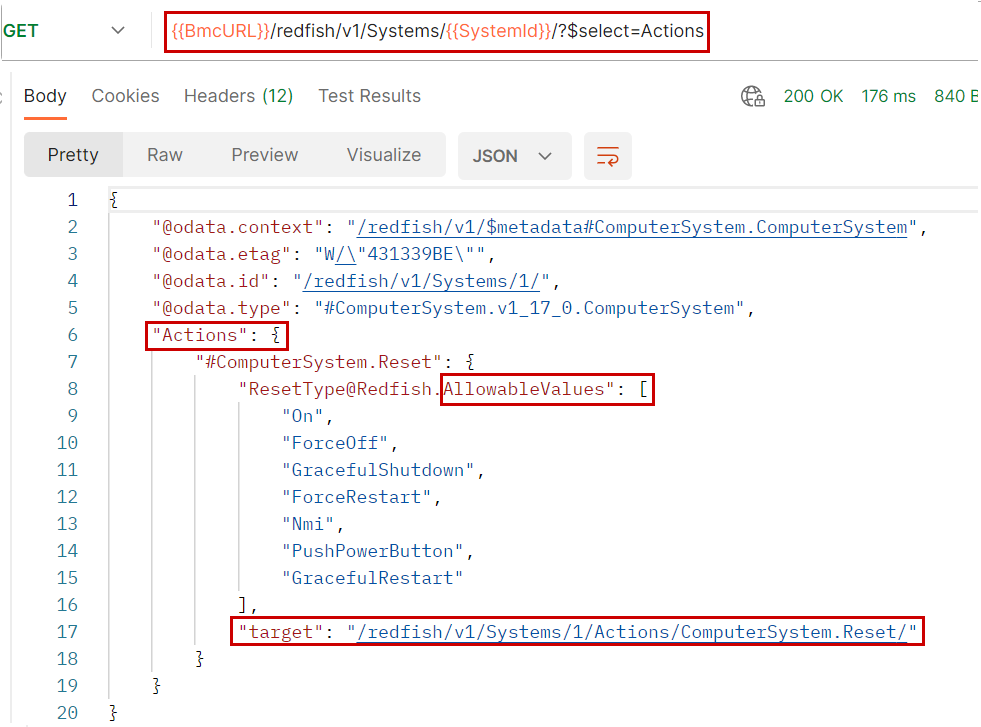 GET {{BmcURL}}/redfish/v1/Systems/{{SystemId}}/?$select=Actions
Body Cookies Headers (12) Test Results 200 OK 176 ms 840 B
Pretty Raw Preview Visualize JSON
1 {
2 "@odata.context": "/redfish/v1/$metadata#ComputerSystem.ComputerSystem",
3 "@odata.etag": "W/\"431339BE\"",
4 "@odata.id": "/redfish/v1/Systems/1/",
5 "@odata.type": "#ComputerSystem.v1_17_0.ComputerSystem",
6 "Actions": {
7 "#ComputerSystem.Reset": {
8 "ResetType@Redfish.AllowableValues": [
9 "On",
10 "ForceOff",
11 "GracefulShutdown",
12 "ForceRestart",
13 "Nmi",
14 "PushPowerButton",
15 "GracefulRestart"
16 ],
17 "target": "/redfish/v1/Systems/1/Actions/ComputerSystem.Reset/"
18 }
19 }
20 }